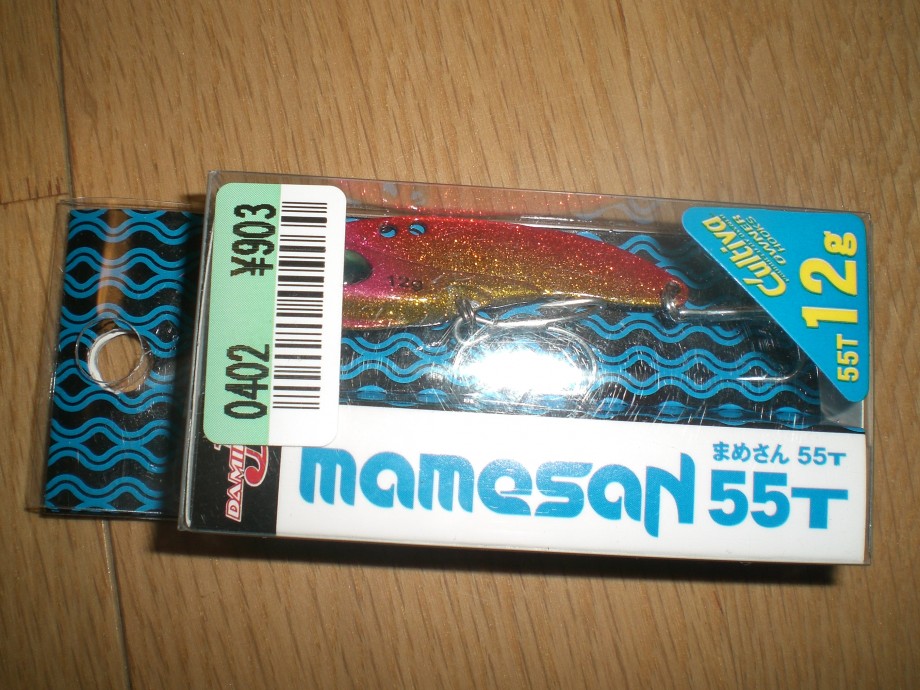 0402 ¥903
12g
Cultiva
OWNER
HOOKS
55T 12g
まめさん 55T
mamesan 55T
DAMIKI